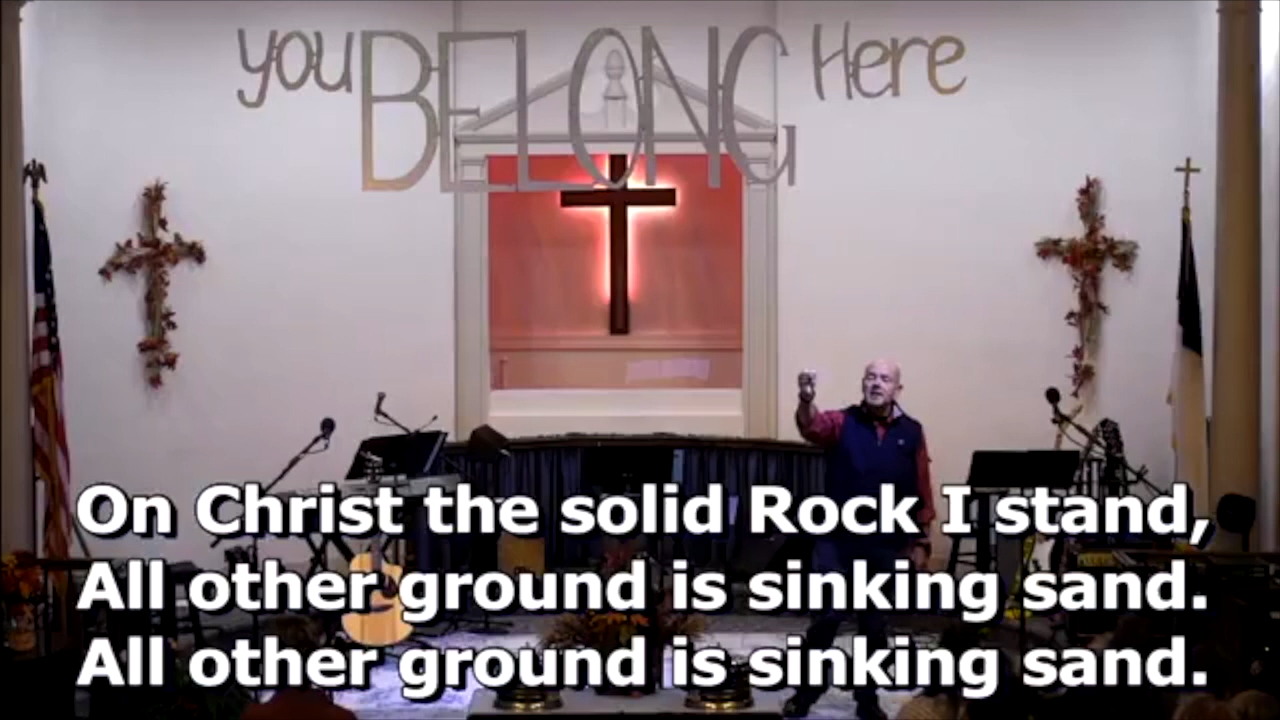 you BELONG Here
On Christ the solid Rock I stand,
All other ground is sinking sand.
All other ground is sinking sand.